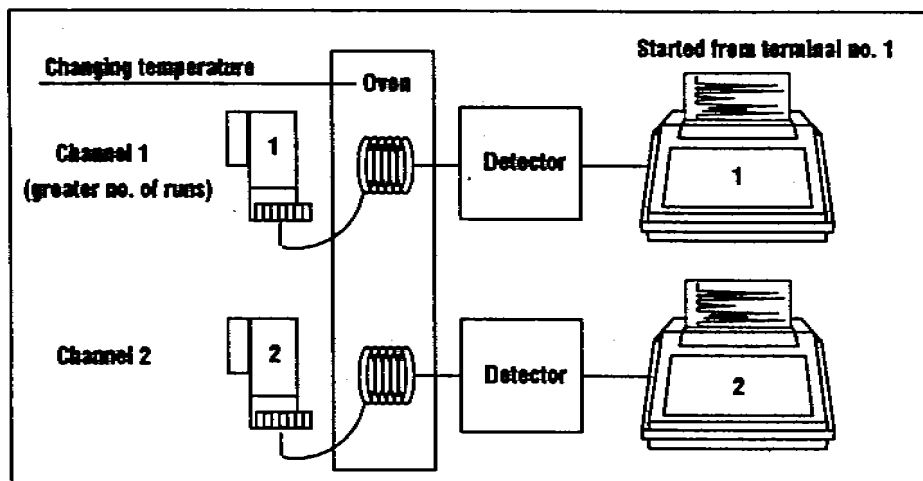 Started from terminal no. 1
Changing temperature
Oven
Channel 1
(greater no. of runs)
1
Detector
1
Channel 2
2
Detector
2